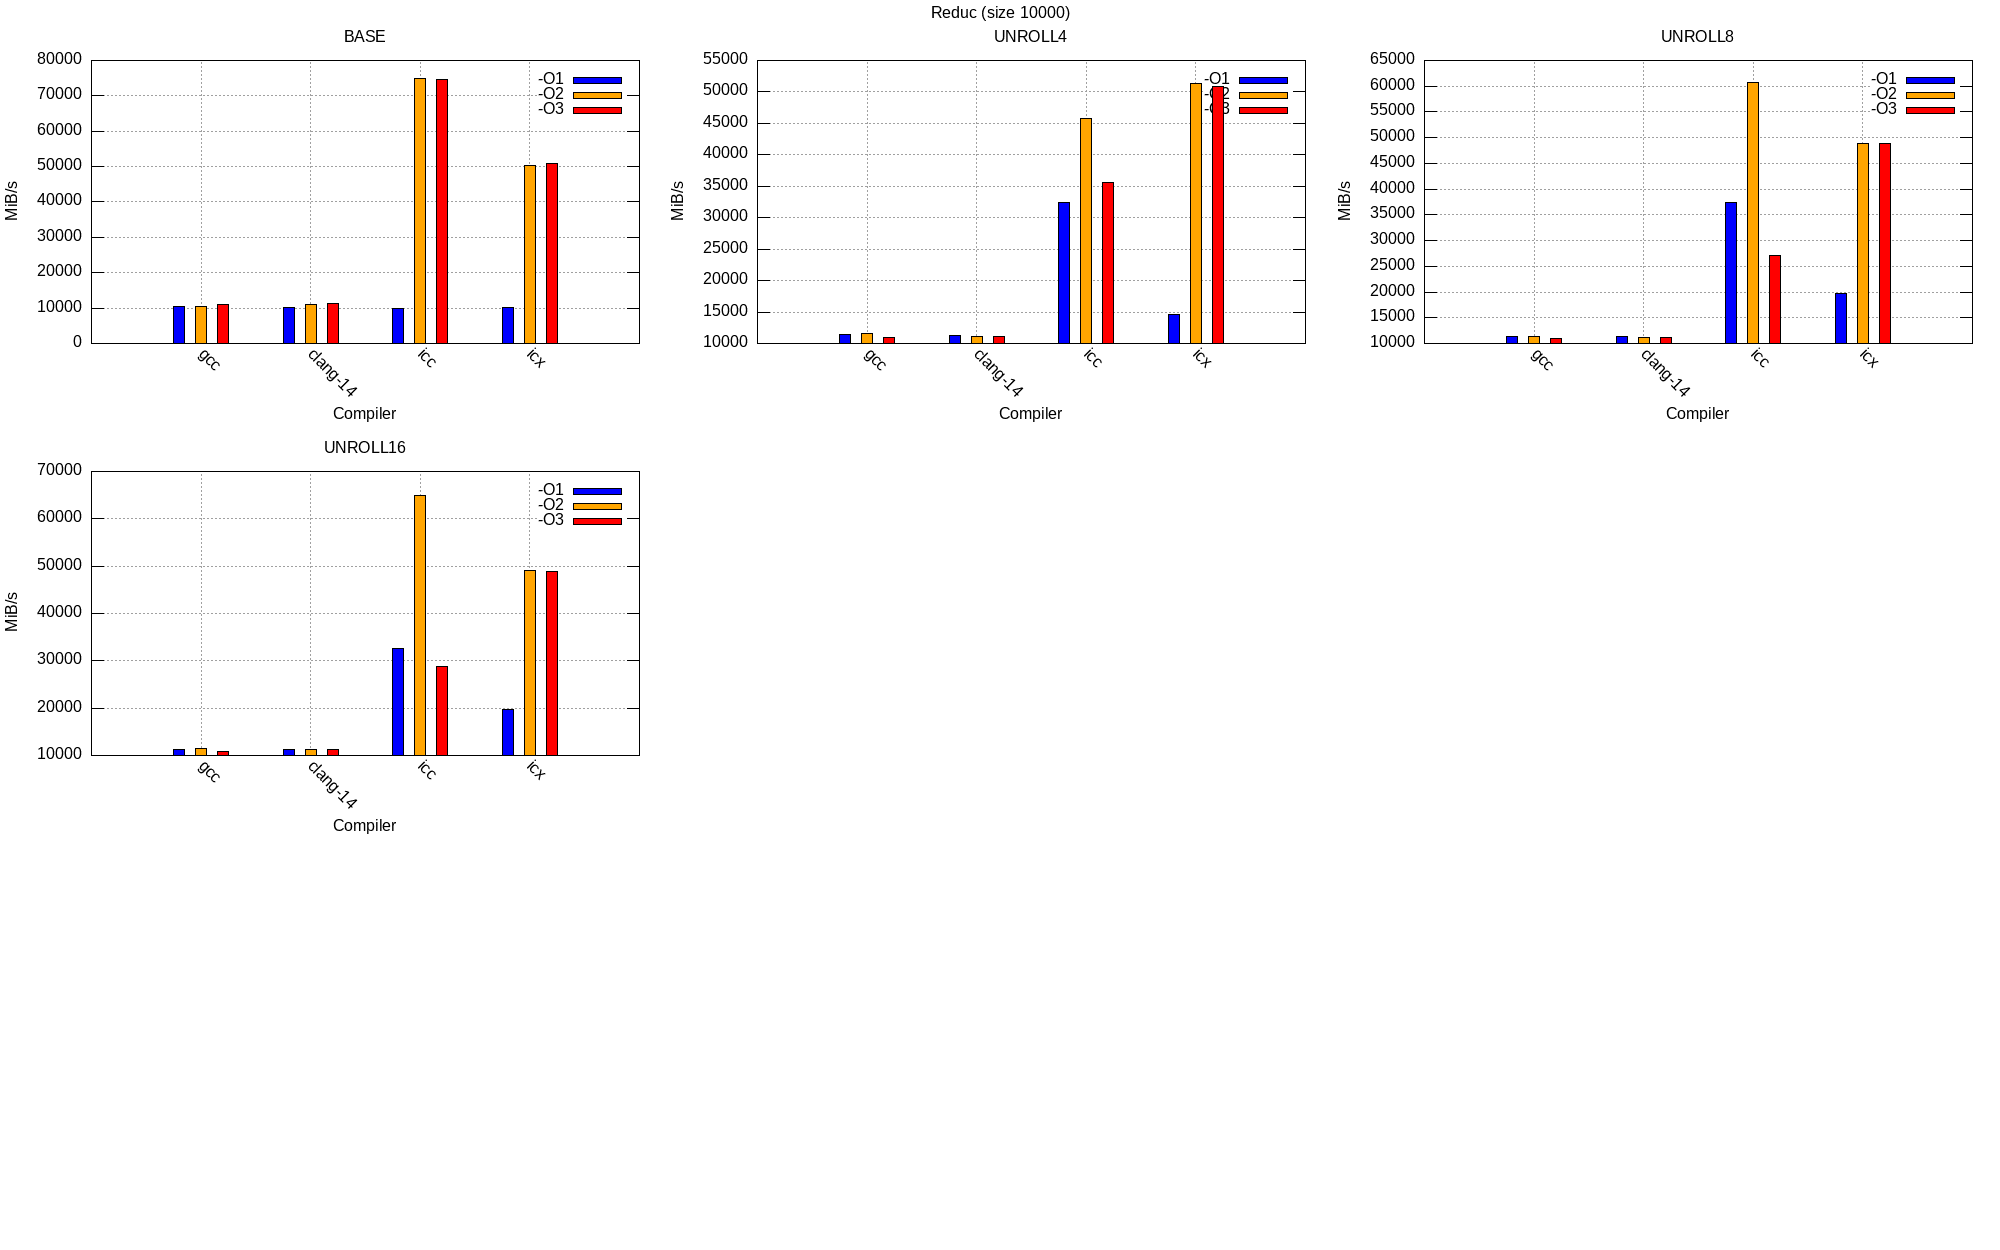 Reduc (size 10000)
BASE
80000
70000
60000
50000
40000
30000
20000
10000
0
MiB/s
-O1
-O2
-O3
gcc
clang-14
icc
icx
Compiler
UNROLL4
55000
50000
45000
40000
35000
30000
25000
20000
15000
10000
MiB/s
-O1
-O2
-O3
gcc
clang-14
icc
icx
Compiler
UNROLL8
65000
60000
55000
50000
45000
40000
35000
30000
25000
20000
15000
10000
MiB/s
-O1
-O2
-O3
gcc
clang-14
icc
icx
Compiler
UNROLL16
70000
60000
50000
40000
30000
20000
10000
MiB/s
-O1
-O2
-O3
gcc
clang-14
icc
icx
Compiler